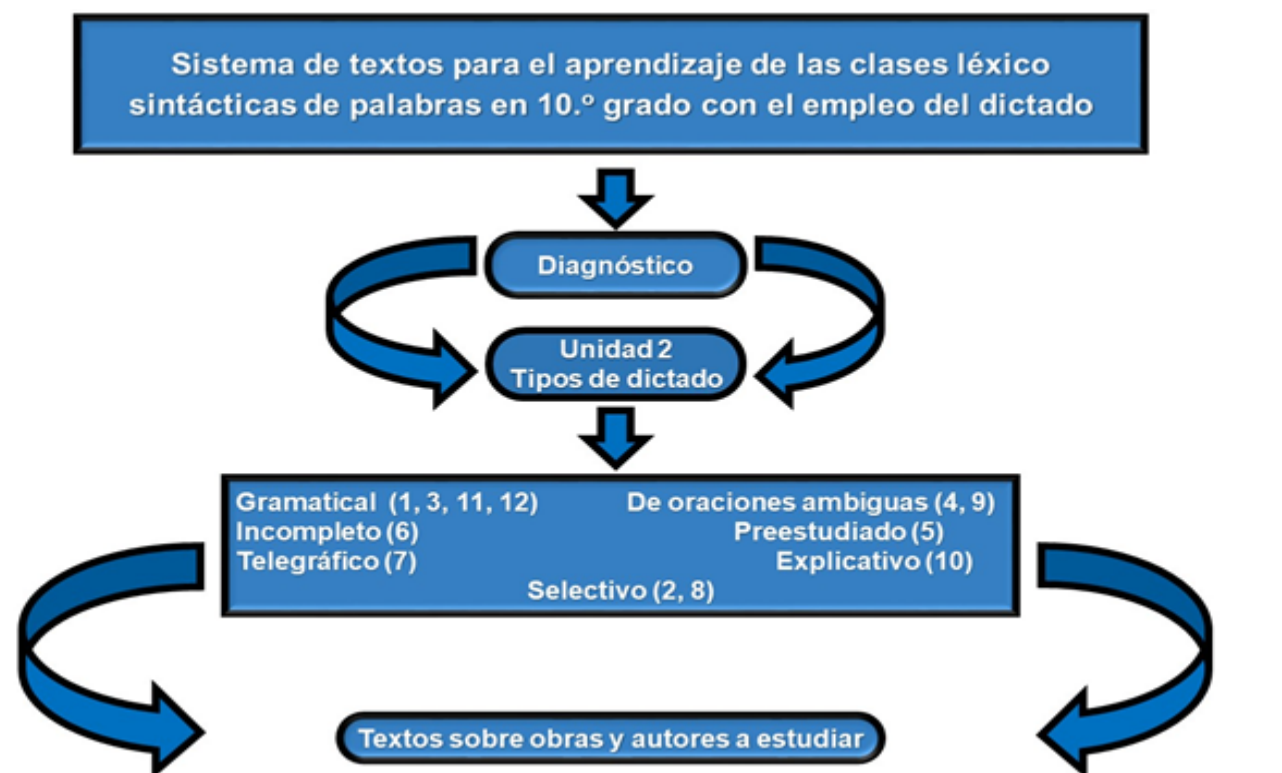 Sistema de textos para el aprendizaje de las clases léxico
sintácticas de palabras en 10.º grado con el empleo del dictado
Diagnóstico
Unidad 2
Tipos de dictado
Gramatical (1, 3, 11, 12) De oraciones ambiguas (4, 9)
Incompleto (6) Preestudiado (5)
Telegráfico (7) Explicativo (10)
Selectivo (2, 8)
Textos sobre obras y autores a estudiar